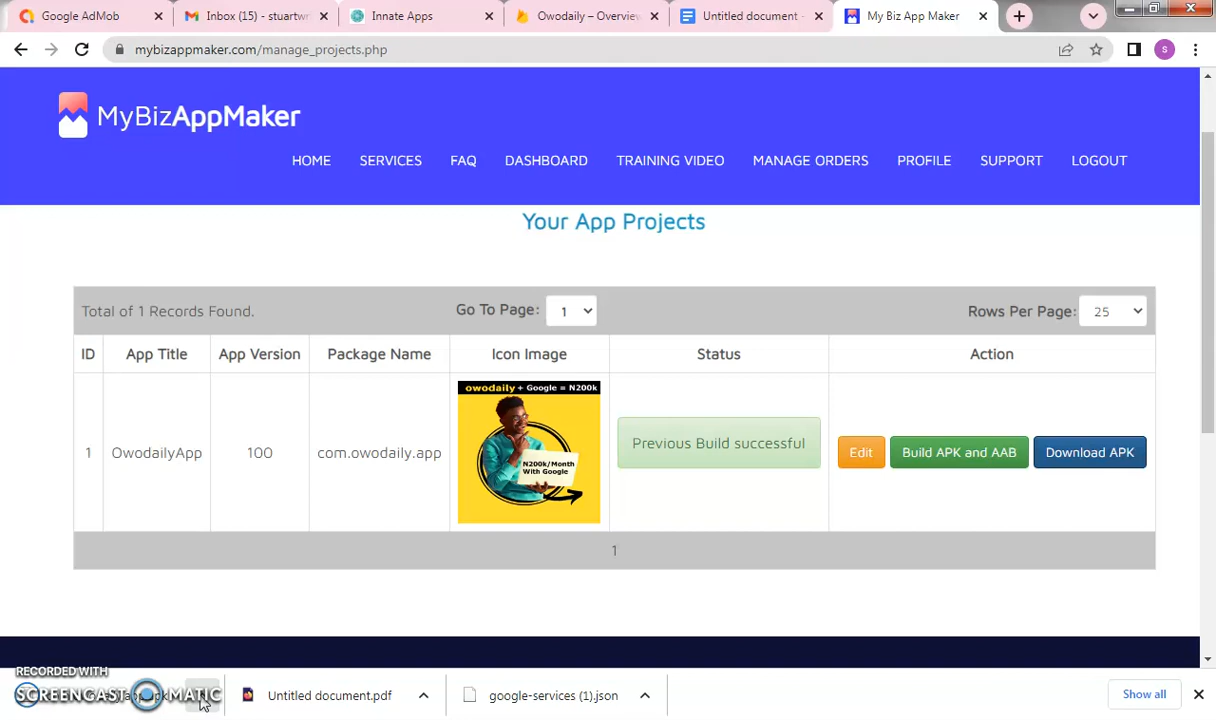 Google AdMob
Inbox (15) - stuartw
Innate Apps
Owodaily – Overvie
Untitled document -
My Biz App Maker
mybizappmaker.com/manage_projects.php
S
MyBizAppMaker
HOME SERVICES FAQ DASHBOARD TRAINING VIDEO MANAGE ORDERS PROFILE SUPPORT LOGOUT
Your App Projects
Total of 1 Records Found. Go To Page: 1 Rows Per Page: 25
ID App Title App Version Package Name Icon Image Status Action
owodaily + Google = N200k
N200k/Month
With Google
1 OwodailyApp 100 com.owodaily.app Previous Build successful Edit Build APK and AAB Download APK
1
RECORDED WITH
SCREENCAST MATIC
Untitled document.pdf
google-services (1).json
Show all